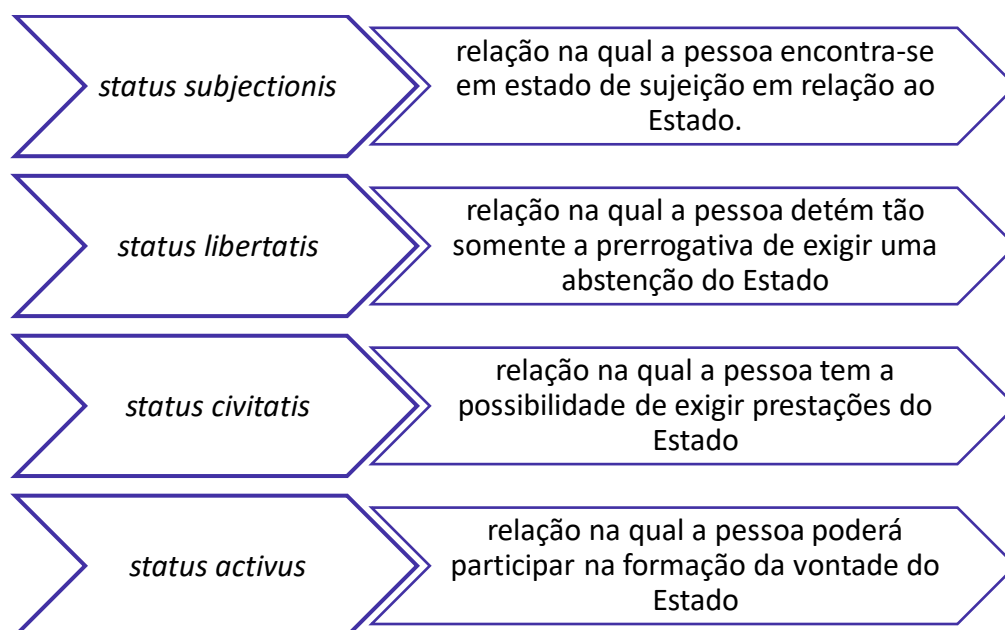 status subjectionis
relação na qual a pessoa encontra-se
em estado de sujeição em relação ao
Estado.
status libertatis
relação na qual a pessoa detém tão
somente a prerrogativa de exigir uma
abstenção do Estado
status civitatis
relação na qual a pessoa tem a
possibilidade de exigir prestações do
Estado
status activus
relação na qual a pessoa poderá
participar na formação da vontade do
Estado